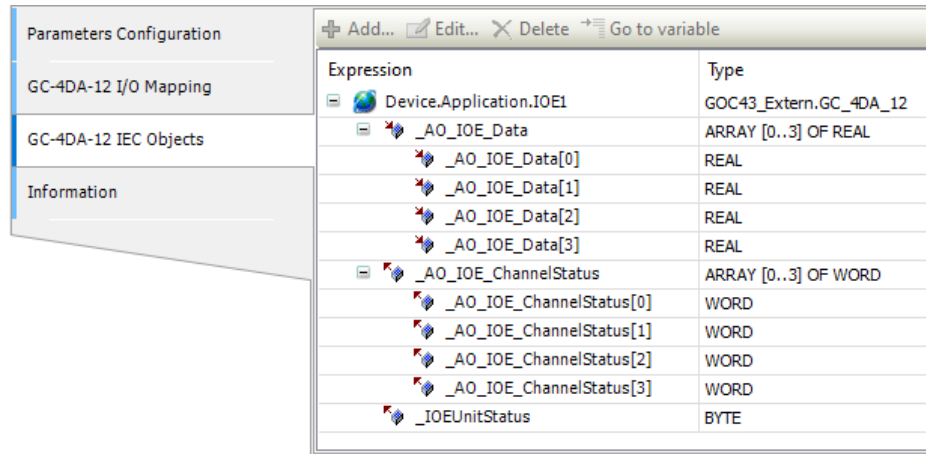 Parameters Configuration
GC-4DA-12 I/O Mapping
GC-4DA-12 IEC Objects
Information
Add... Edit... Delete Go to variable
Expression Type
Device.Application.IOE1 GOC43_Extern.GC_4DA_12
_AO_IOE_Data ARRAY [0..3] OF REAL
_AO_IOE_Data[0] REAL
_AO_IOE_Data[1] REAL
_AO_IOE_Data[2] REAL
_AO_IOE_Data[3] REAL
_AO_IOE_ChannelStatus ARRAY [0..3] OF WORD
_AO_IOE_ChannelStatus[0] WORD
_AO_IOE_ChannelStatus[1] WORD
_AO_IOE_ChannelStatus[2] WORD
_AO_IOE_ChannelStatus[3] WORD
_IOEUnitStatus BYTE